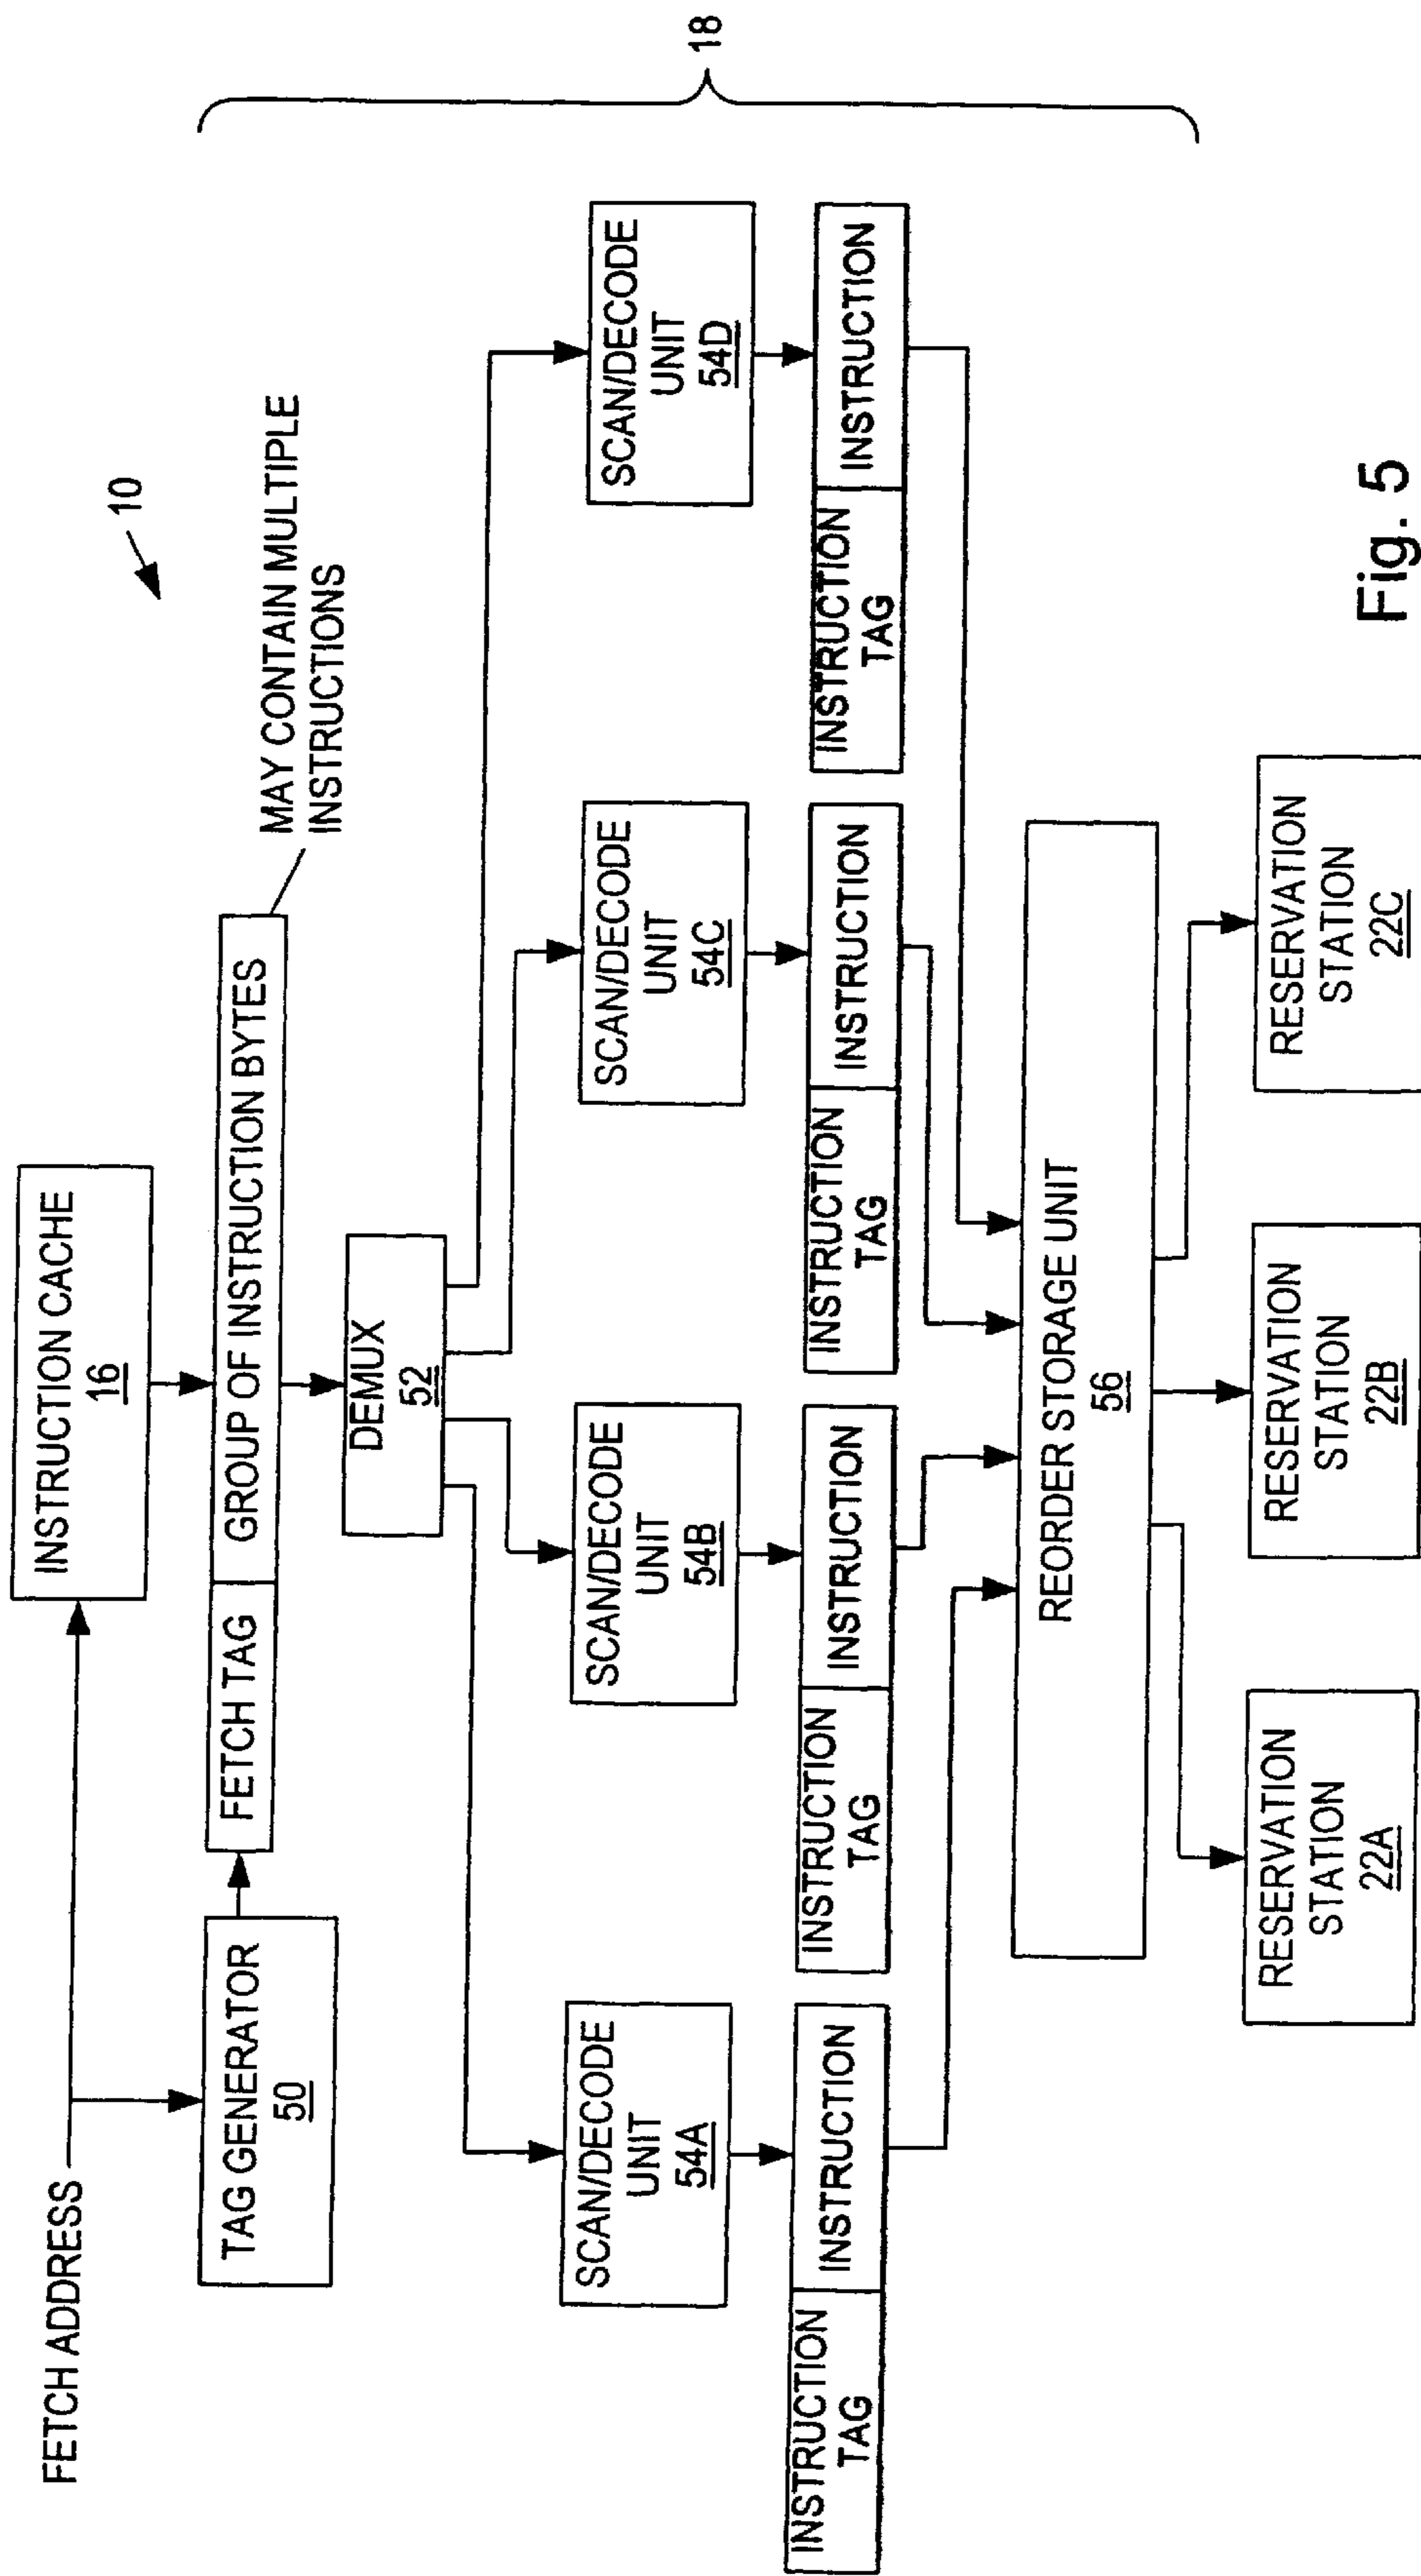 10
FETCH ADDRESS
INSTRUCTION CACHE
16
TAG GENERATOR
50
FETCH TAG
GROUP OF INSTRUCTION BYTES
MAY CONTAIN MULTIPLE
INSTRUCTIONS
DEMUX
52
18
SCAN/DECODE
UNIT
54A
SCAN/DECODE
UNIT
54B
SCAN/DECODE
UNIT
54C
SCAN/DECODE
UNIT
54D
INSTRUCTION
TAG
INSTRUCTION
INSTRUCTION
TAG
INSTRUCTION
INSTRUCTION
TAG
INSTRUCTION
INSTRUCTION
TAG
INSTRUCTION
REORDER STORAGE UNIT
56
RESERVATION
STATION
22A
RESERVATION
STATION
22B
RESERVATION
STATION
22C
Fig. 5